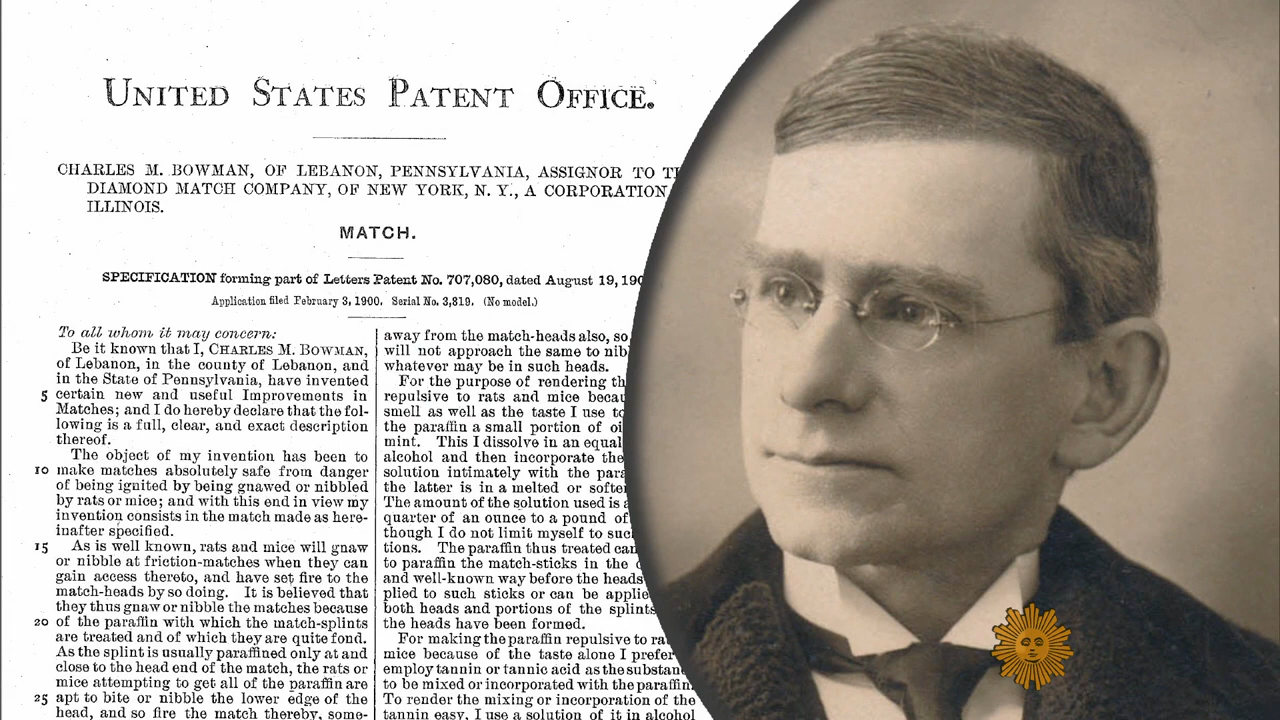 UNITED STATES PATENT OFFICE.
CHARLES M. BOWMAN, OF LEBANON, PENNSYLVANIA, ASSIGNOR TO
DIAMOND MATCH COMPANY, OF NEW YORK, N. Y., A CORPORATION
ILLINOIS.
MATCH.
SPECIFICATION forming part of Letters Patent No. 707,080, dated August 19,
Application filed February 3, 1900. Serial No. 3,819. (No model.)
To all whom it may concern:
Be it known that I, CHARLES M. BOWMAN,
of Lebanon, in the county of Lebanon, and
in the State of Pennsylvania, have invented
5 certain new and useful Improvements in
Matches; and I do hereby declare that the fol-
lowing is a full, clear, and exact description
thereof.
The object of my invention has been to
10 make matches absolutely safe from danger
of being ignited by being gnawed or nibbled
by rats or mice; and with this end in view my
invention consists in the match made as here-
inafter specified.
15 As is well known, rats and mice will gnaw
or nibble at friction-matches when they can
gain access thereto, and have set fire to the
match-heads by so doing. It is believed that
they thus gnaw or nibble the matches because
20 of the paraffin with which the match-splints
are treated and of which they are quite fond.
As the splint is usually paraffined only at and
close to the head end of the match, the rats or
mice attempting to get all of the paraffin are
25 apt to bite or nibble the lower edge of the
head, and so fire the match thereby, some-
away from the match-heads also, so
will not approach the same to
whatever may be in such heads.
For the purpose of rendering
repulsive to rats and mice
smell as well as the taste I use
the paraffin a small portion of
mint. This I dissolve in an equal
alcohol and then incorporate the
solution intimately with the
the latter is in a melted or
The amount of the solution used is
quarter of an ounce to a pound of
though I do not limit myself to
tions. The paraffin thus treated can
to paraffin the match-sticks in the
and well-known way before the heads
plied to such sticks or can be
both heads and portions of the splints
the heads have been formed.
For making the paraffin repulsive to
mice because of the taste alone I prefer
employ tannin or tannic acid as the
to be mixed or incorporated with the paraffin.
To render the mixing or incorporation of the
tannin easy, I use a solution of it in alcohol